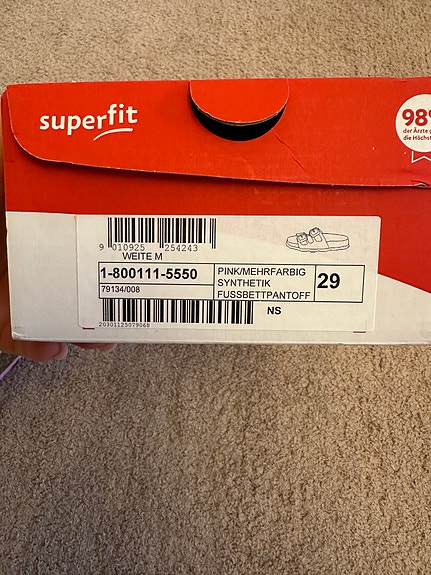 superfit
98%
der Ärzte g
die Höchst
9 010925 254243
WEITE M
1-800111-5550
79134/008
PINK/MEHRFARBIG
SYNTHETIK
FUSSBETTPANTOFF
29
NS
20301125079068